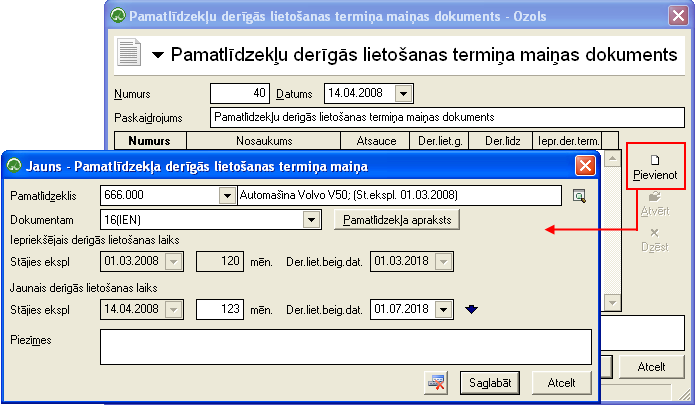 Pamatlīdzekļu derīgās lietošanas termiņa maiņas dokuments - Ozols
Pamatlīdzekļu derīgās lietošanas termiņa maiņas dokuments
Numurs 40 Datums 14.04.2008
Paskaidrojums Pamatlīdzekļu derīgās lietošanas termiņa maiņas dokuments
Numurs Nosaukums Atsauce Der.liet.g. Der.līdz Iepr.der.term.
Pievienot
Atvērt
Dzēst
Atcelt
Jauns - Pamatlīdzekļa derīgās lietošanas termiņa maiņa
Pamatlīdzeklis 666.000 Automašina Volvo V50; (St.ekspl. 01.03.2008)
Dokumentam 16(IEN) Pamatlīdzekļa apraksts
Iepriekšējais derīgās lietošanas laiks
Stājies ekspl 01.03.2008 120 mēn. Der.liet.beig.dat. 01.03.2018
Jaunais derīgās lietošanas laiks
Stājies ekspl 14.04.2008 123 mēn. Der.liet.beig.dat. 01.07.2018
Piezīmes
Saglabāt Atcelt